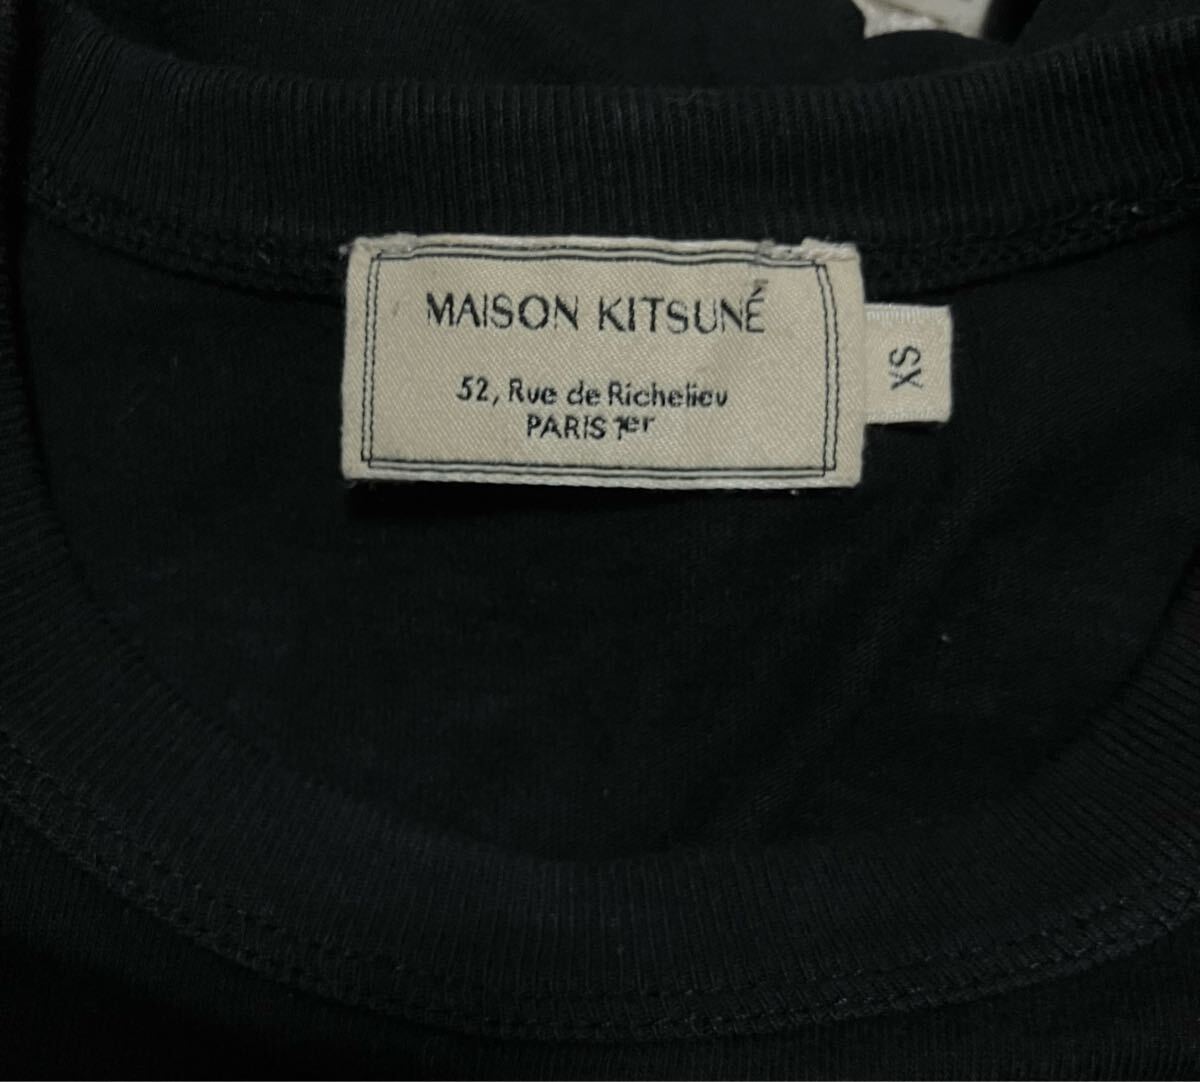 MAISON KITSUNÉ
52, Rue de Richelieu
PARIS 1er
XS